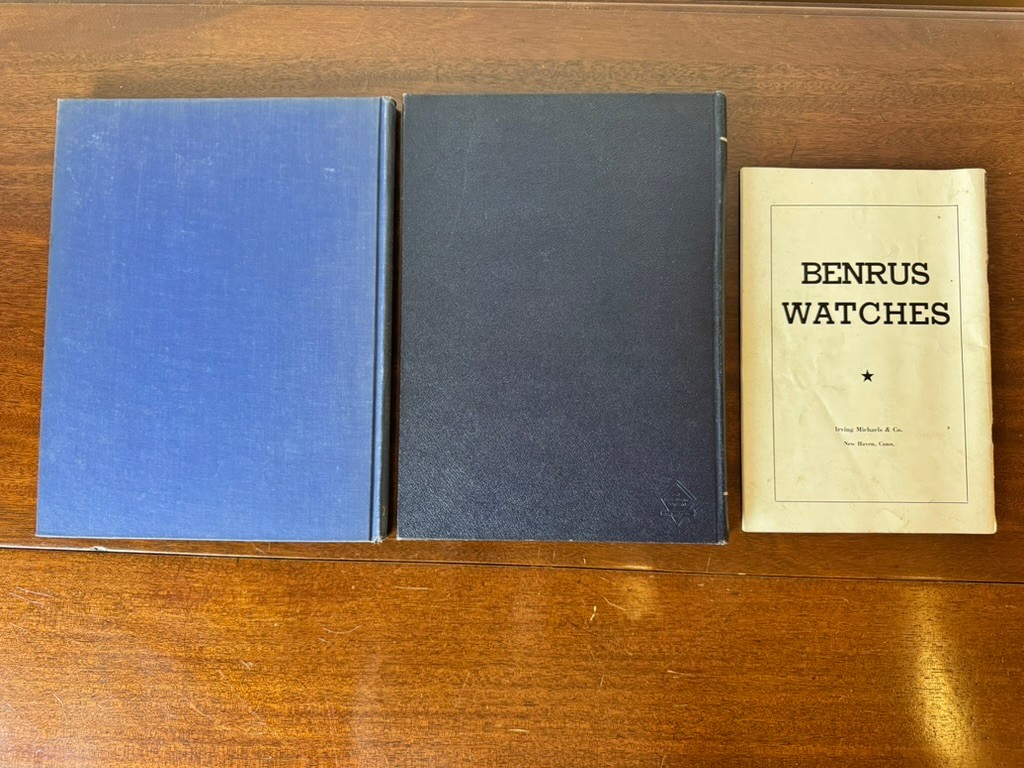 BENRUS
WATCHES
Irving Michaels & Co.
New Haven, Conn.